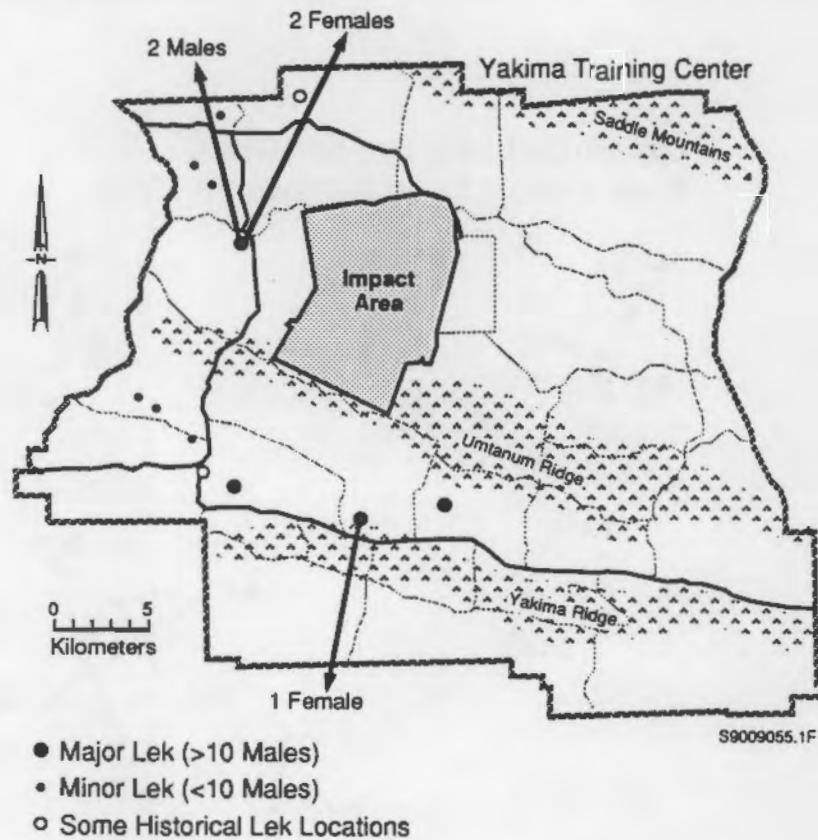 2 Females
2 Males
Yakima Training Center
Saddle Mountains
N
Impact
Area
Umtanum Ridge
0 5
Kilometers
Yakima Ridge
1 Female
S9009055.1F
Major Lek (>10 Males)
Minor Lek (<10 Males)
Some Historical Lek Locations